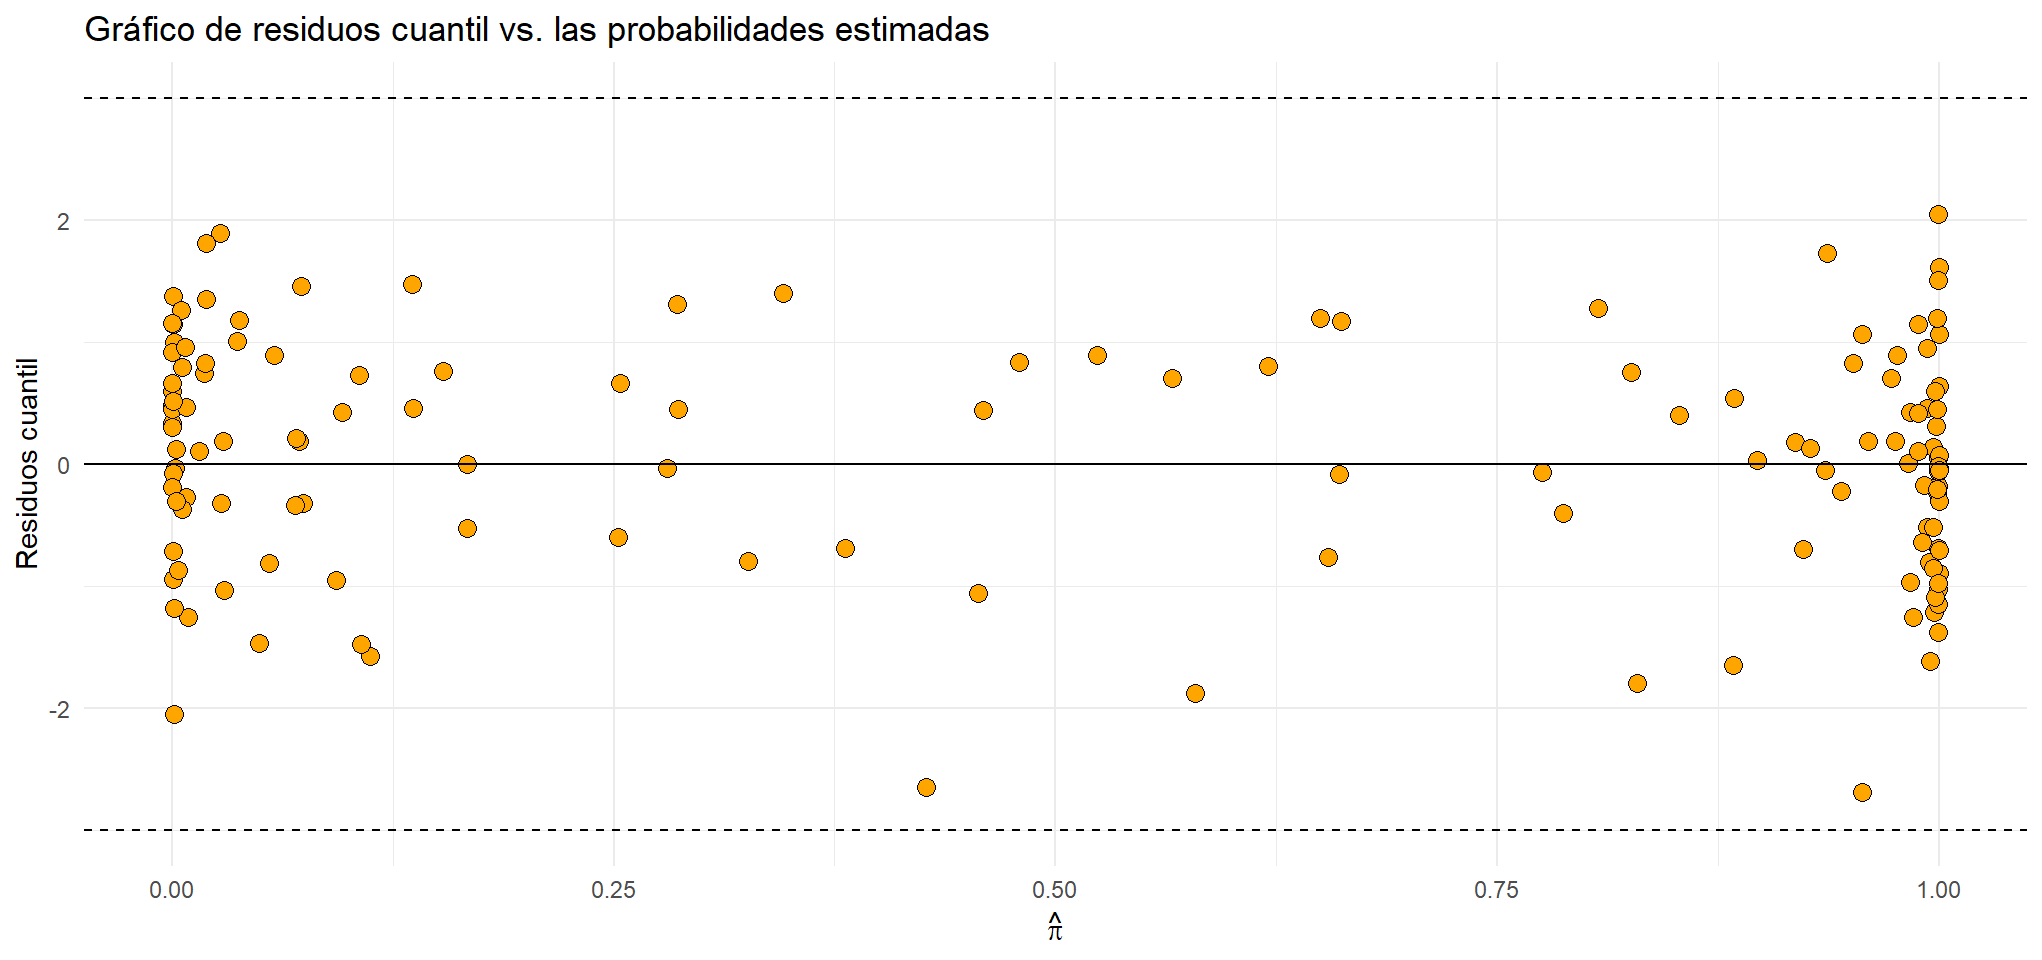 Gráfico de residuos cuantil vs. las probabilidades estimadas
Residuos cuantil
2
0
-2
0.00 0.25 0.50 0.75 1.00
π̂